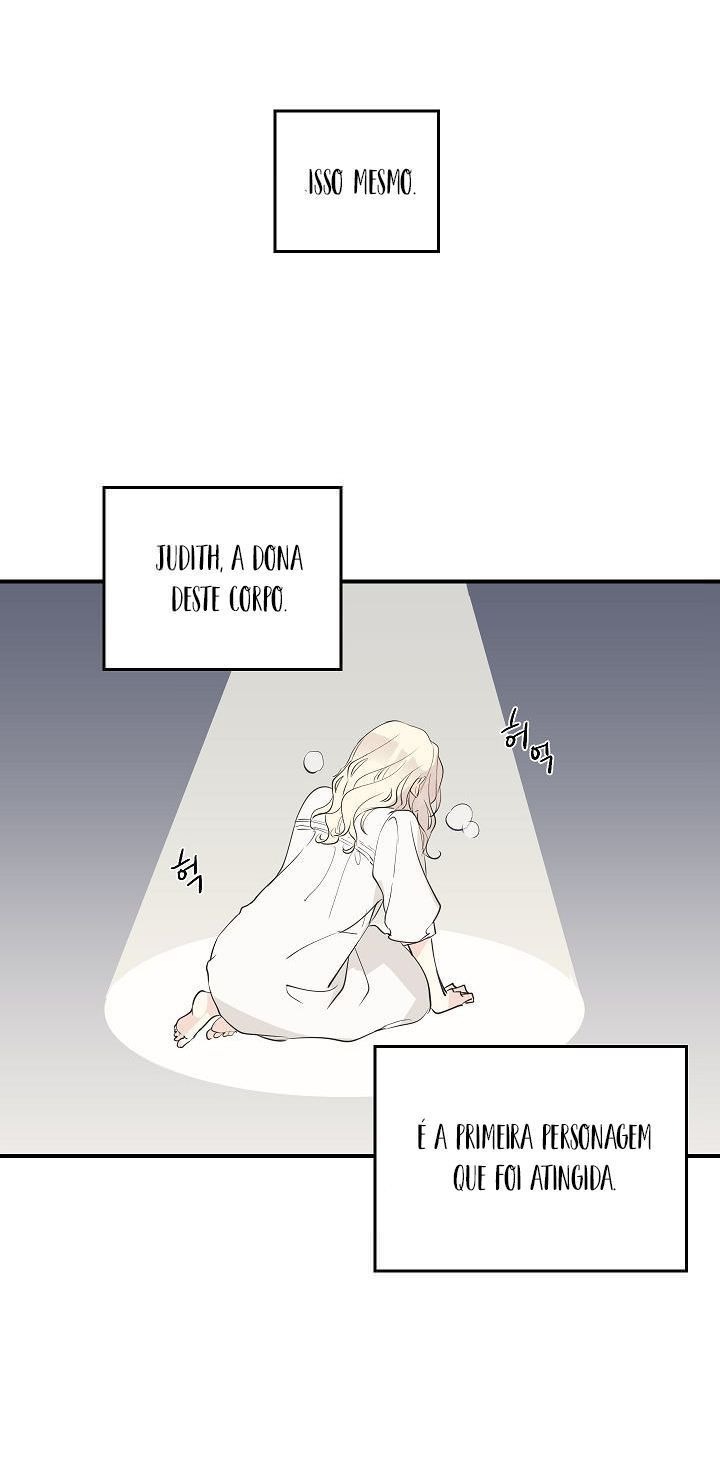 .ISSO MESMO.
JUDITH, A DONA
DESTE CORPO.
허억
헉
É A PRIMEIRA PERSONAGEM
QUE FOI ATINGIDA.